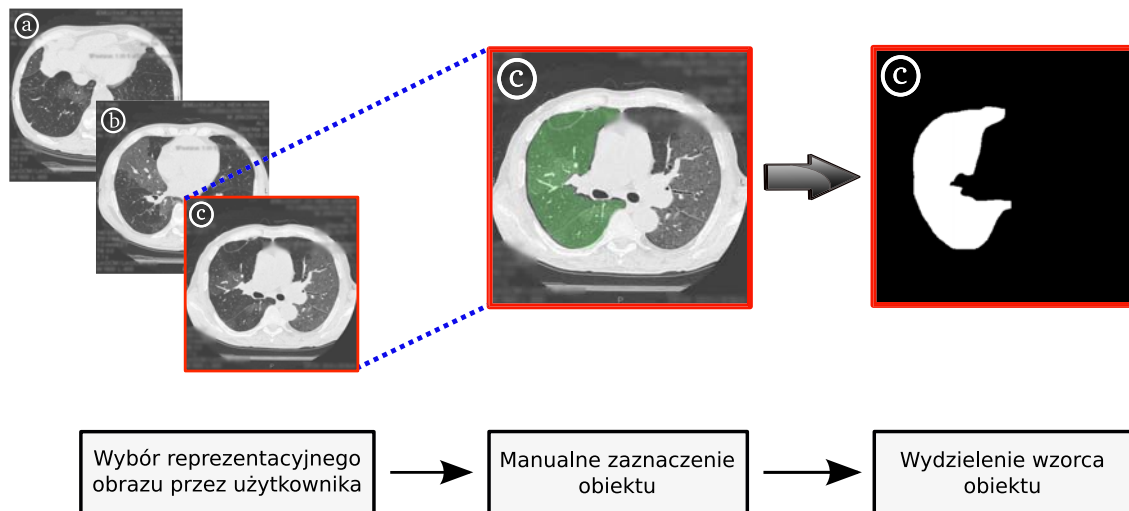 a
b
c
c
c
Wybór reprezentacyjnego
obrazu przez użytkownika
Manualne zaznaczenie
obiektu
Wydzielenie wzorca
obiektu